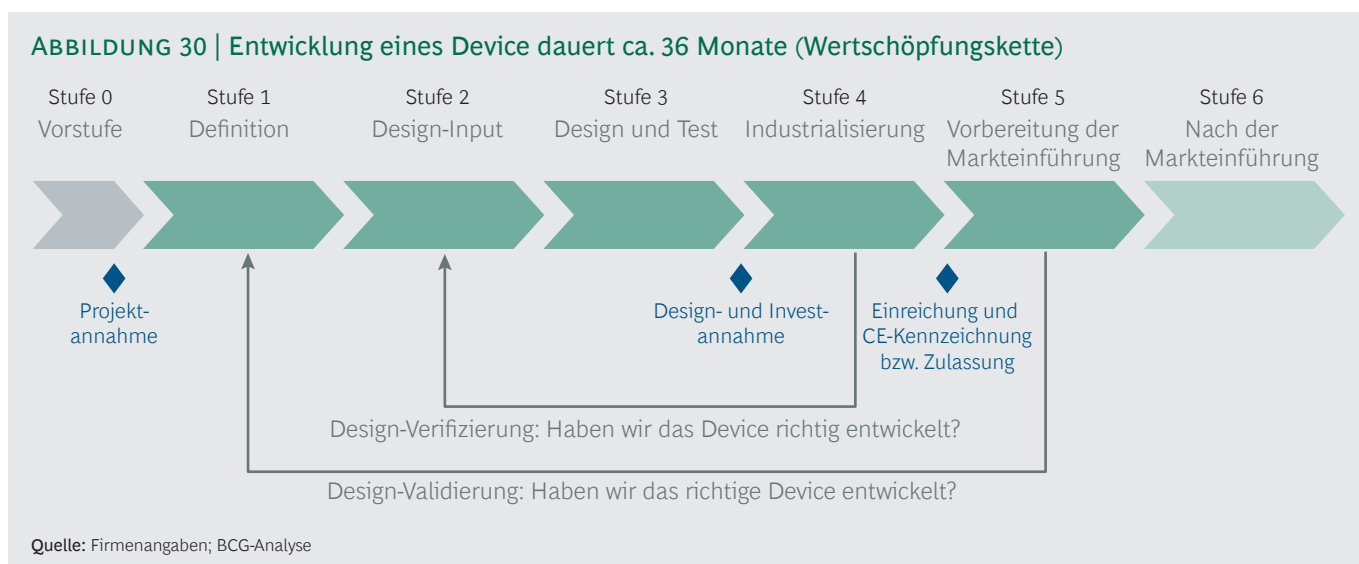 ABBILDUNG 30 | Entwicklung eines Device dauert ca. 36 Monate (Wertschöpfungskette)
Stufe 0
Vorstufe
Stufe 1
Definition
Stufe 2
Design-Input
Stufe 3
Design und Test
Stufe 4
Industrialisierung
Stufe 5
Vorbereitung der
Markteinführung
Stufe 6
Nach der
Markteinführung
Projekt-
annahme
Design- und Invest-
annahme
Einreichung und
CE-Kennzeichnung
bzw. Zulassung
Design-Verifizierung: Haben wir das Device richtig entwickelt?
Design-Validierung: Haben wir das richtige Device entwickelt?
Quelle: Firmenangaben; BCG-Analyse